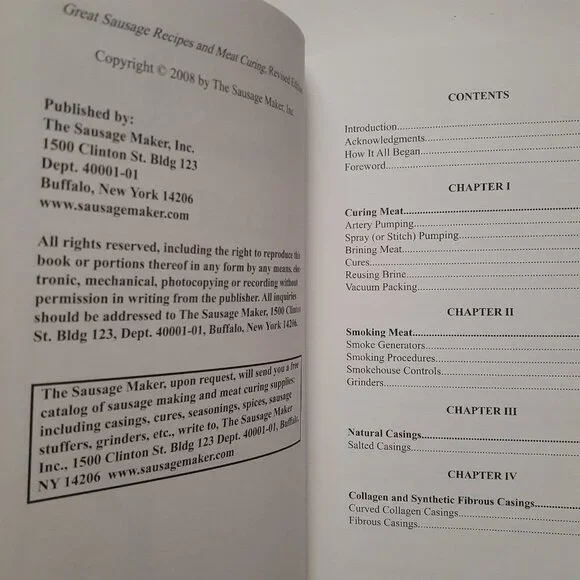 Great Sausage Recipes and Meat Curing, Revised Edition
Copyright © 2008 by The Sausage Maker, Inc.
Published by:
The Sausage Maker, Inc.
1500 Clinton St. Bldg 123
Dept. 40001-01
Buffalo, New York 14206
www.sausagemaker.com
All rights reserved, including the right to reproduce this
book or portions thereof in any form by any means, elec-
tronic, mechanical, photocopying or recording without
permission in writing from the publisher. All inquiries
should be addressed to The Sausage Maker, 1500 Clinton
St. Bldg 123, Dept. 40001-01, Buffalo, New York 14206.
The Sausage Maker, upon request, will send you a free
catalog of sausage making and meat curing supplies:
including casings, cures, seasonings, spices, sausage
stuffers, grinders, etc., write to, The Sausage Maker
Inc., 1500 Clinton St. Bldg 123 Dept. 40001-01, Buffalo,
NY 14206 www.sausagemaker.com
CONTENTS
Introduction
Acknowledgments
How It All Began
Foreword
CHAPTER I
Curing Meat
Artery Pumping
Spray (or Stitch) Pumping
Brining Meat
Cures
Reusing Brine
Vacuum Packing
CHAPTER II
Smoking Meat
Smoke Generators
Smoking Procedures
Smokehouse Controls
Grinders
CHAPTER III
Natural Casings
Salted Casings
CHAPTER IV
Collagen and Synthetic Fibrous Casings
Curved Collagen Casings
Fibrous Casings